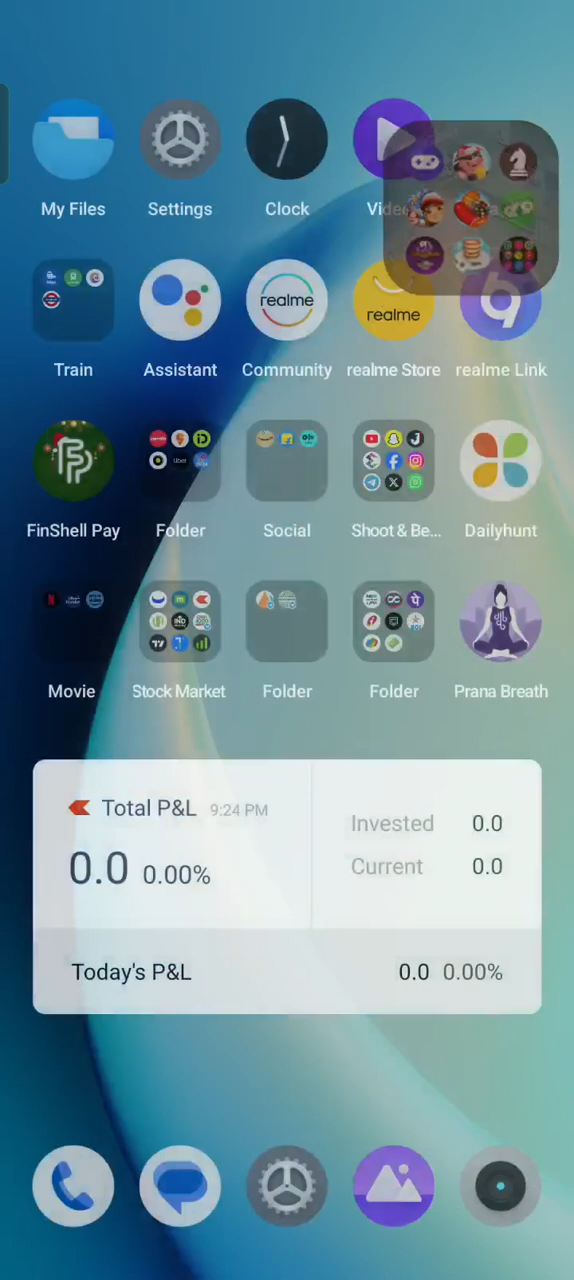 My Files
Settings
Clock
Vide
Train
Assistant
Community
realme Store
realme Link
realme
realme
FinShell Pay
Folder
Social
Shoot & Be...
Dailyhunt
Movie
Stock Market
Folder
Folder
Prana Breath
Total P&L 9:24 PM
0.0 0.00%
Invested 0.0
Current 0.0
Today's P&L 0.0 0.00%